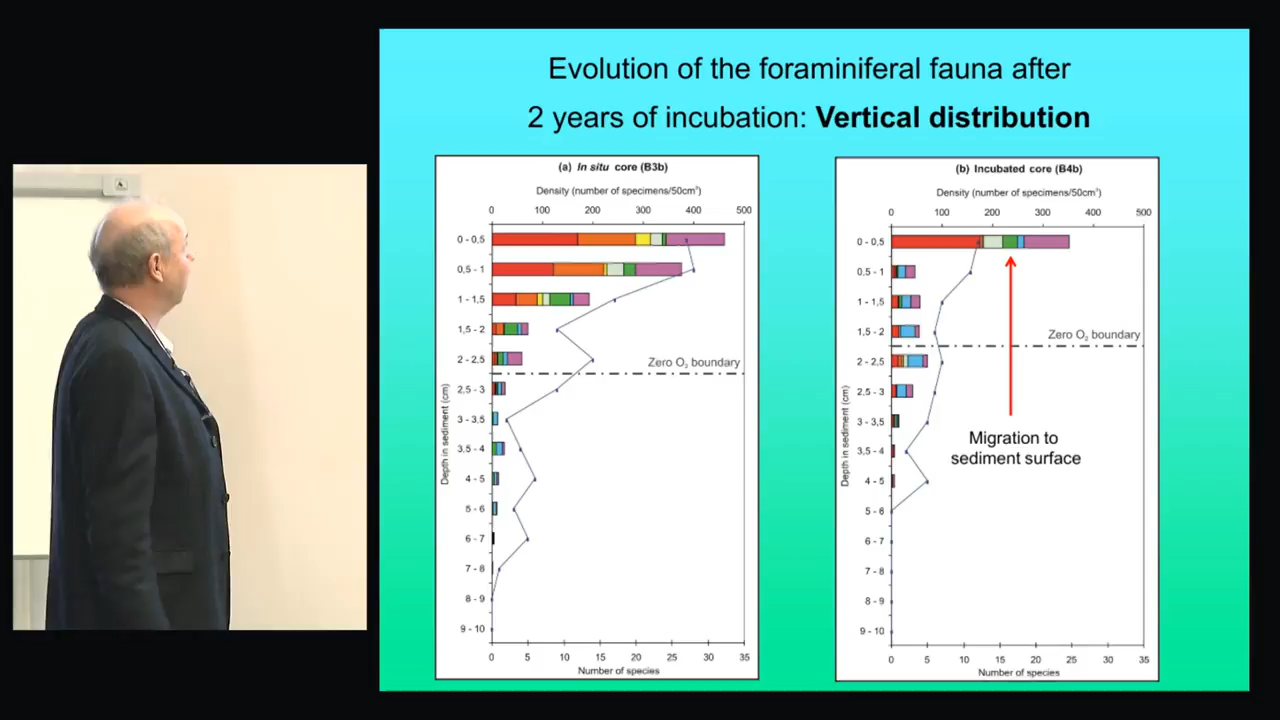 Evolution of the foraminiferal fauna after
2 years of incubation: Vertical distribution
(a) In situ core (B3b)
Density (number of specimens/50cm³)
0 100 200 300 400 500
0 - 0,5
0,5 - 1
1 - 1,5
1,5 - 2
2 - 2,5
Zero O₂ boundary
2,5 - 3
3 - 3,5
3,5 - 4
4 - 5
5 - 6
6 - 7
7 - 8
8 - 9
9 - 10
Depth in sediment (cm)
0 5 10 15 20 25 30 35
Number of species
(b) Incubated core (B4b)
Density (number of specimens/50cm³)
0 100 200 300 400 500
0 - 0,5
0,5 - 1
1 - 1,5
1,5 - 2
Zero O₂ boundary
2 - 2,5
2,5 - 3
3 - 3,5
Migration to
sediment surface
3,5 - 4
4 - 5
5 - 6
6 - 7
7 - 8
8 - 9
9 - 10
Depth in sediment (cm)
0 5 10 15 20 25 30 35
Number of species